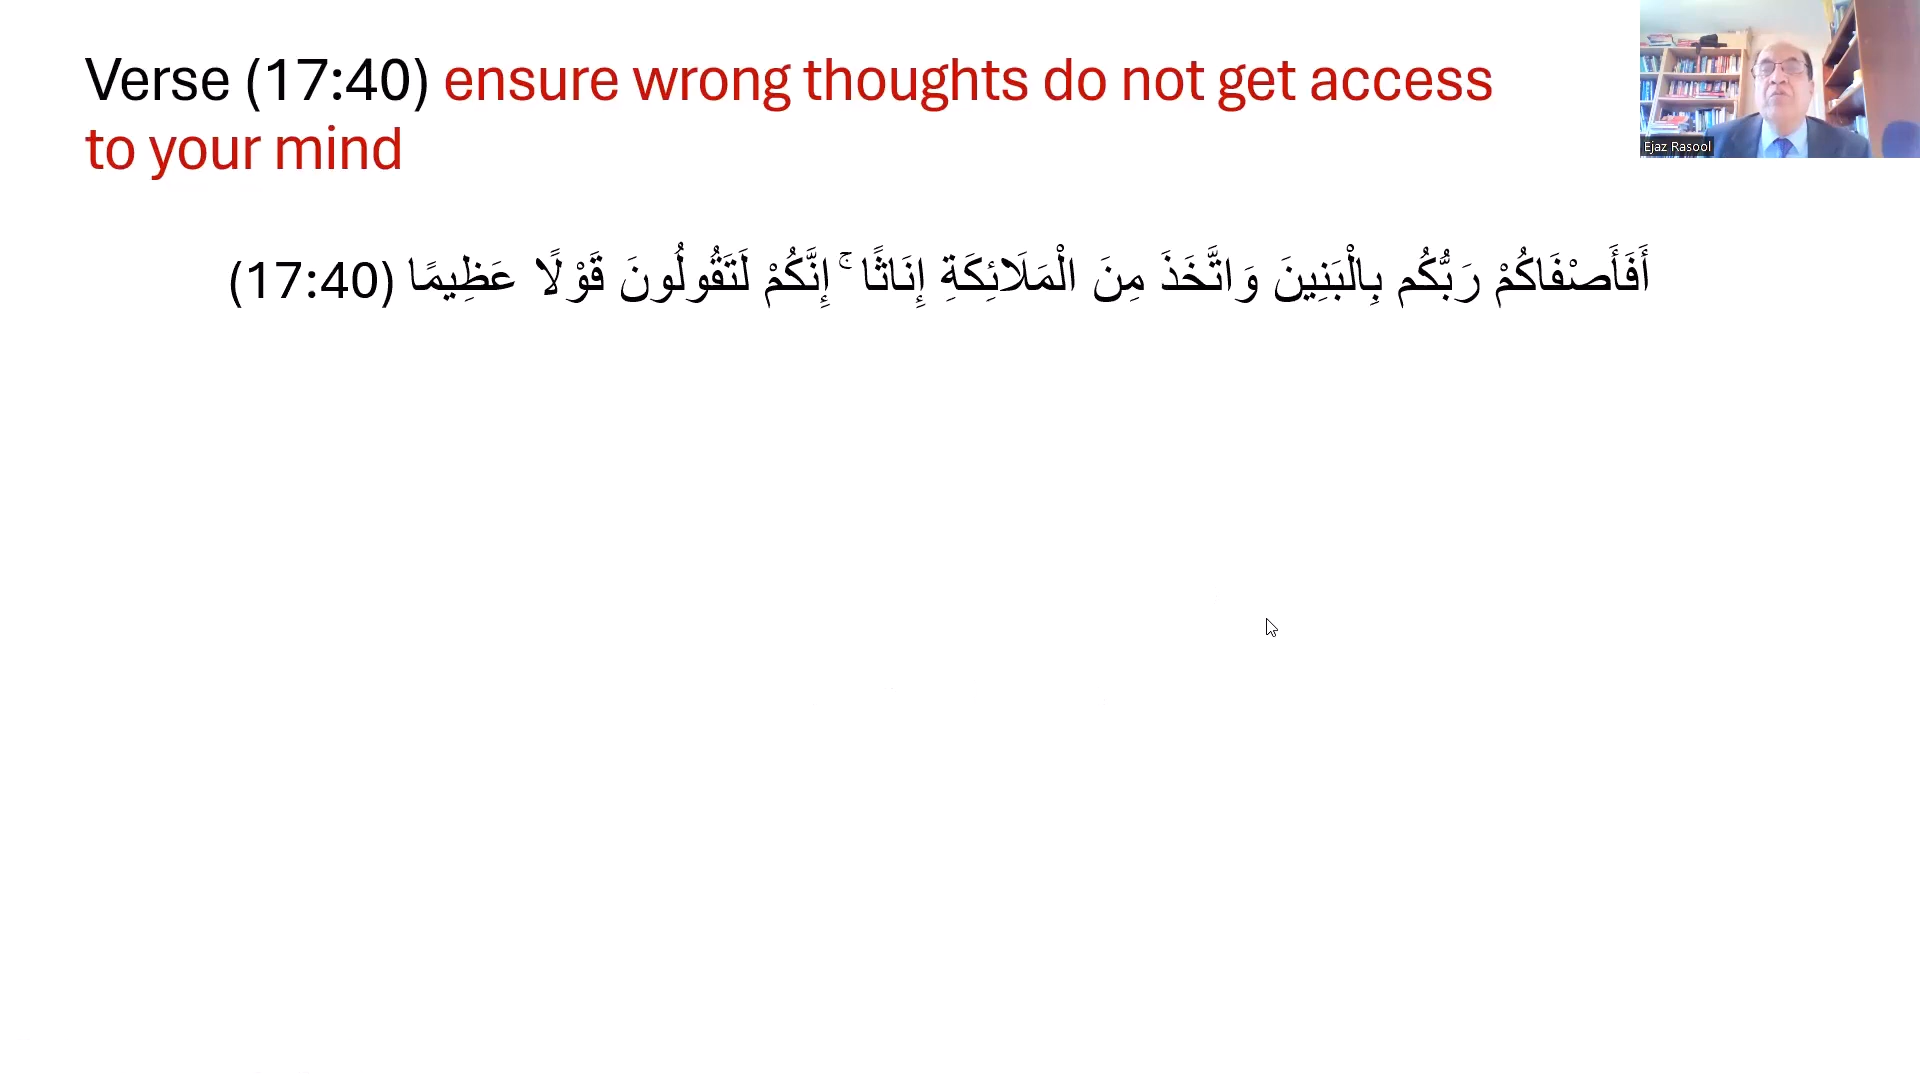 Verse (17:40) ensure wrong thoughts do not get access
to your mind
Ejaz Rasool
أَفَأَصْفَاكُمْ رَبُّكُم بِالْبَنِينَ وَاتَّخَذَ مِنَ الْمَلَائِكَةِ إِنَاثًا ۚ إِنَّكُمْ لَتَقُولُونَ قَوْلًا عَظِيمًا (17:40)